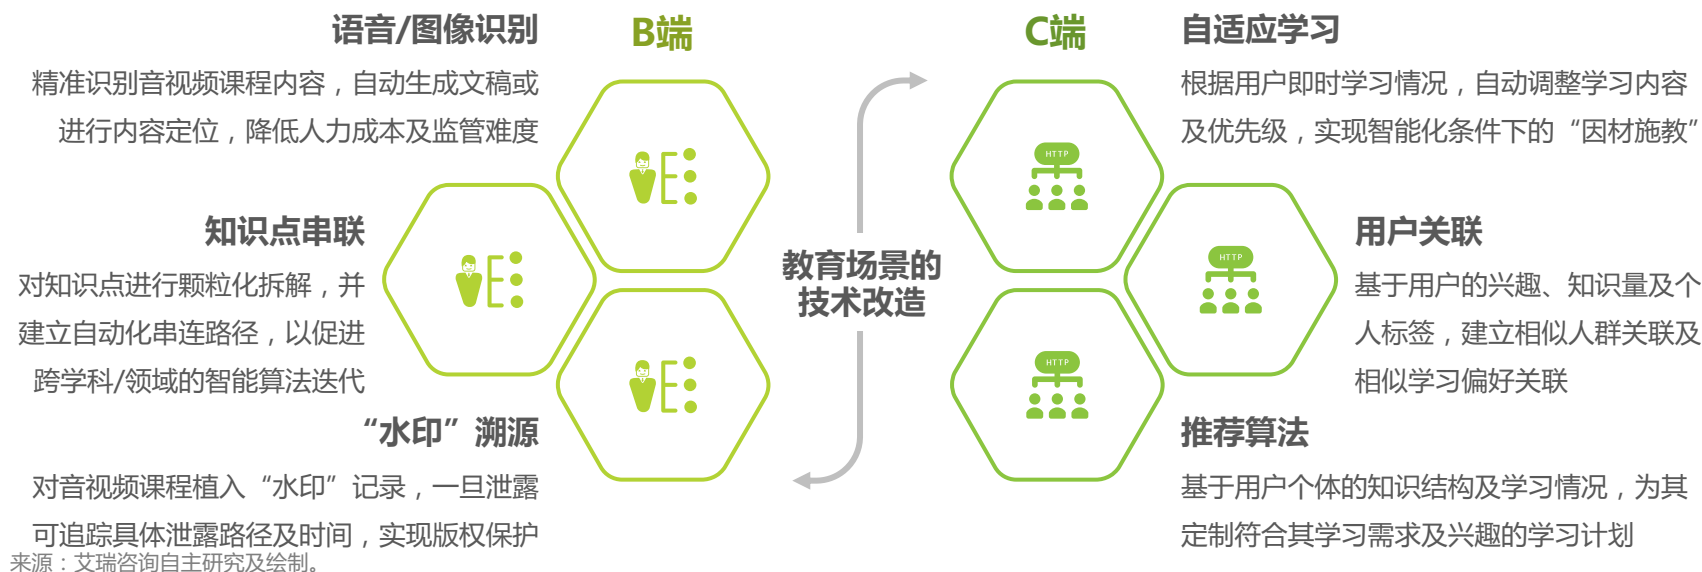 语音/图像识别
精准识别音视频课程内容，自动生成文稿或
进行内容定位，降低人力成本及监管难度
B端
知识点串联
对知识点进行颗粒化拆解，并
建立自动化串连路径，以促进
跨学科/领域的智能算法迭代
“水印”溯源
对音视频课程植入“水印”记录，一旦泄露
可追踪具体泄露路径及时间，实现版权保护
教育场景的
技术改造
C端
自适应学习
根据用户即时学习情况，自动调整学习内容
及优先级，实现智能化条件下的“因材施教”
HTTP
用户关联
基于用户的兴趣、知识量及个
人标签，建立相似人群关联及
相似学习偏好关联
HTTP
推荐算法
基于用户个体的知识结构及学习情况，为其
定制符合其学习需求及兴趣的学习计划
HTTP
来源：艾瑞咨询自主研究及绘制。